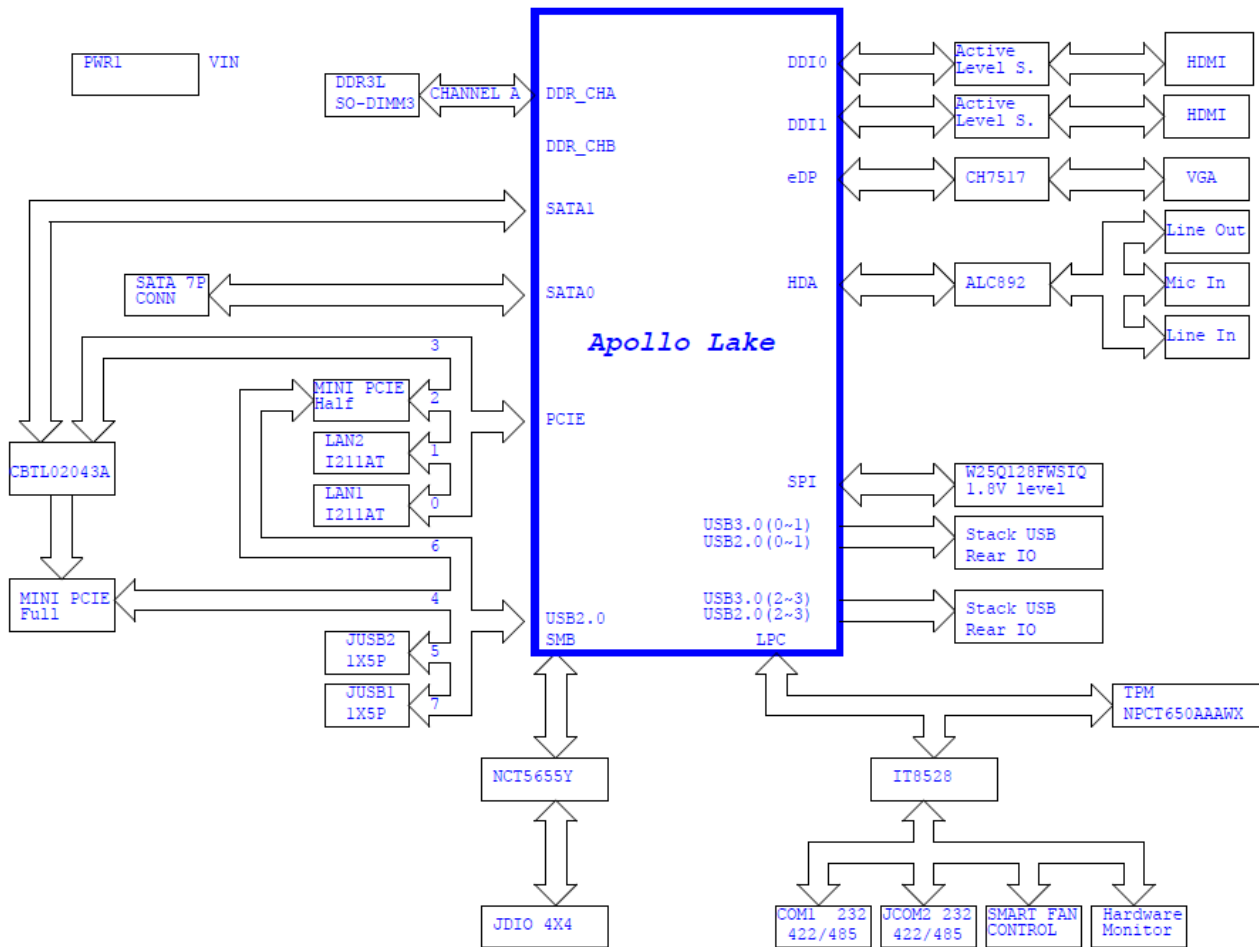 PWR1 VIN
DDR3L
SO-DIMM3
CHANNEL A
DDR_CHA
DDR_CHB
SATA1
SATA 7P
CONN
SATA0
Apollo Lake
3
MINI PCIE
Half
2
PCIE
LAN2
I211AT
1
LAN1
I211AT
0
CBTL02043A
6
MINI PCIE
Full
4
USB2.0
SMB
JUSB2
1X5P
5
JUSB1
1X5P
7
NCT5655Y
JDIO 4X4
DDI0
Active
Level S.
HDMI
DDI1
Active
Level S.
HDMI
eDP
CH7517
VGA
HDA
ALC892
Line Out
Mic In
Line In
SPI
W25Q128FWSIQ
1.8V level
USB3.0(0~1)
USB2.0(0~1)
Stack USB
Rear IO
USB3.0(2~3)
USB2.0(2~3)
Stack USB
Rear IO
LPC
TPM
NPCT650AAAWX
IT8528
COM1 232
422/485
JCOM2 232
422/485
SMART FAN
CONTROL
Hardware
Monitor